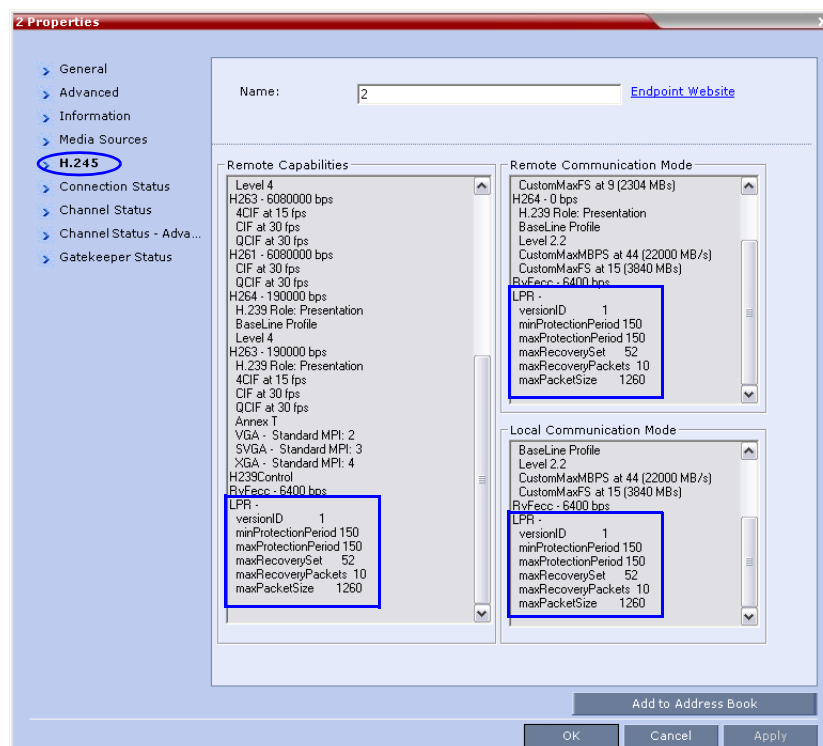 2 Properties
General
Advanced
Information
Media Sources
H.245
Connection Status
Channel Status
Channel Status - Adva...
Gatekeeper Status
Name:
2
Endpoint Website
Remote Capabilities
Level 4
H263 - 6080000 bps
4CIF at 15 fps
CIF at 30 fps
QCIF at 30 fps
H261 - 6080000 bps
CIF at 30 fps
QCIF at 30 fps
H264 - 190000 bps
H.239 Role: Presentation
BaseLine Profile
Level 4
H263 - 190000 bps
H.239 Role: Presentation
4CIF at 15 fps
CIF at 30 fps
QCIF at 30 fps
Annex T
VGA - Standard MPI: 2
SVGA - Standard MPI: 3
XGA - Standard MPI: 4
H239Control
RvFecc - 6400 bps
LPR -
versionID 1
minProtectionPeriod 150
maxProtectionPeriod 150
maxRecoverySet 52
maxRecoveryPackets 10
maxPacketSize 1260
Remote Communication Mode
CustomMaxFS at 9 (2304 MBs)
H264 - 0 bps
H.239 Role: Presentation
BaseLine Profile
Level 2.2
CustomMaxMBPS at 44 (22000 MB/s)
CustomMaxFS at 15 (3840 MBs)
RvFecc - 6400 bps
LPR -
versionID 1
minProtectionPeriod 150
maxProtectionPeriod 150
maxRecoverySet 52
maxRecoveryPackets 10
maxPacketSize 1260
Local Communication Mode
BaseLine Profile
Level 2.2
CustomMaxMBPS at 44 (22000 MB/s)
CustomMaxFS at 15 (3840 MBs)
RvFecc - 6400 bps
LPR -
versionID 1
minProtectionPeriod 150
maxProtectionPeriod 150
maxRecoverySet 52
maxRecoveryPackets 10
maxPacketSize 1260
Add to Address Book
OK
Cancel
Apply